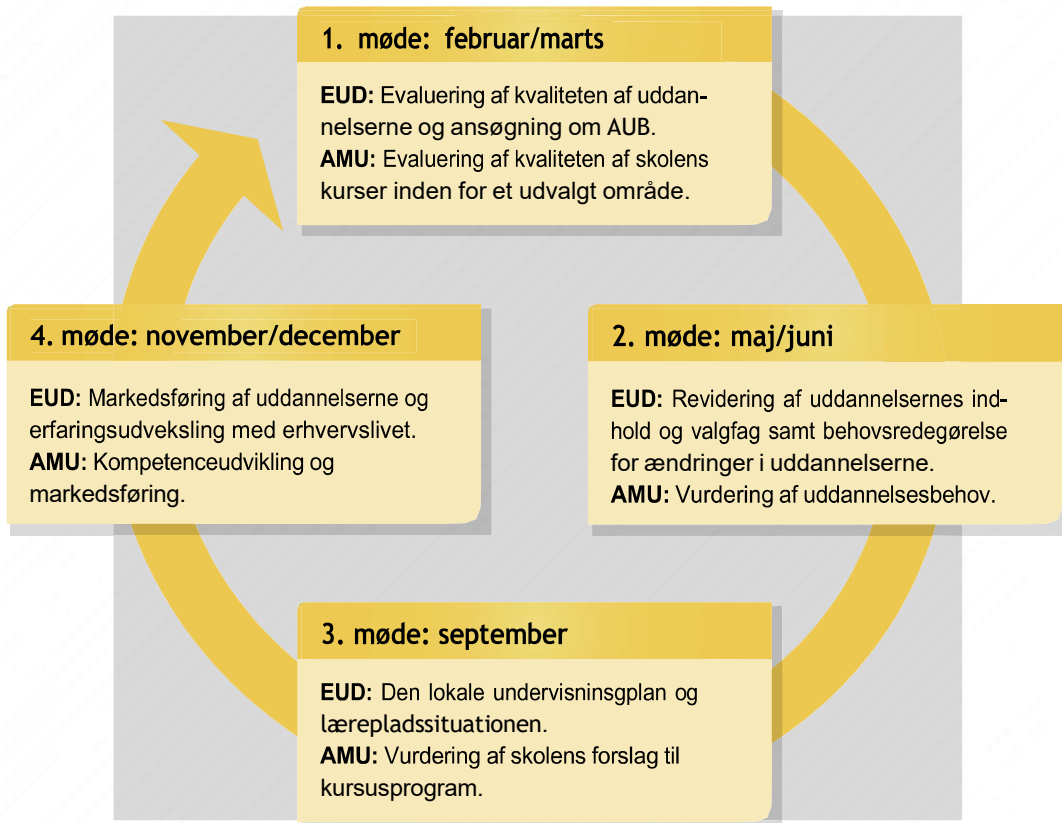 1. møde: februar/marts
EUD: Evaluering af kvaliteten af uddan-
nelserne og ansøgning om AUB.
AMU: Evaluering af kvaliteten af skolens
kurser inden for et udvalgt område.
2. møde: maj/juni
EUD: Revidering af uddannelsernes ind-
hold og valgfag samt behovsredegørelse
for ændringer i uddannelserne.
AMU: Vurdering af uddannelsesbehov.
3. møde: september
EUD: Den lokale undervisninsgplan og
lærepladssituationen.
AMU: Vurdering af skolens forslag til
kursusprogram.
4. møde: november/december
EUD: Markedsføring af uddannelserne og
erfaringsudveksling med erhvervslivet.
AMU: Kompetenceudvikling og
markedsføring.